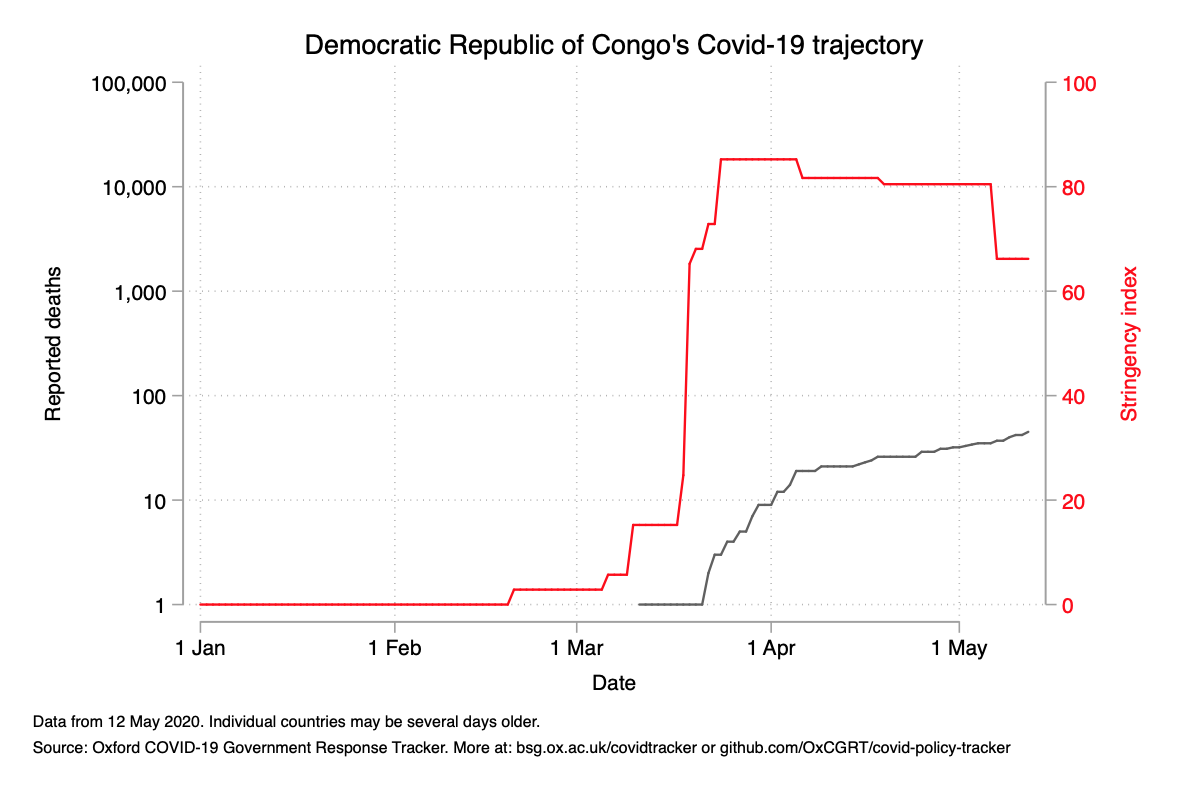 Democratic Republic of Congo's Covid-19 trajectory
100,000
10,000
1,000
100
10
1
Reported deaths
100
80
60
40
20
0
Stringency index
1 Jan
1 Feb
1 Mar
1 Apr
1 May
Date
Data from 12 May 2020. Individual countries may be several days older.
Source: Oxford COVID-19 Government Response Tracker. More at: bsg.ox.ac.uk/covidtracker or github.com/OxCGRT/covid-policy-tracker